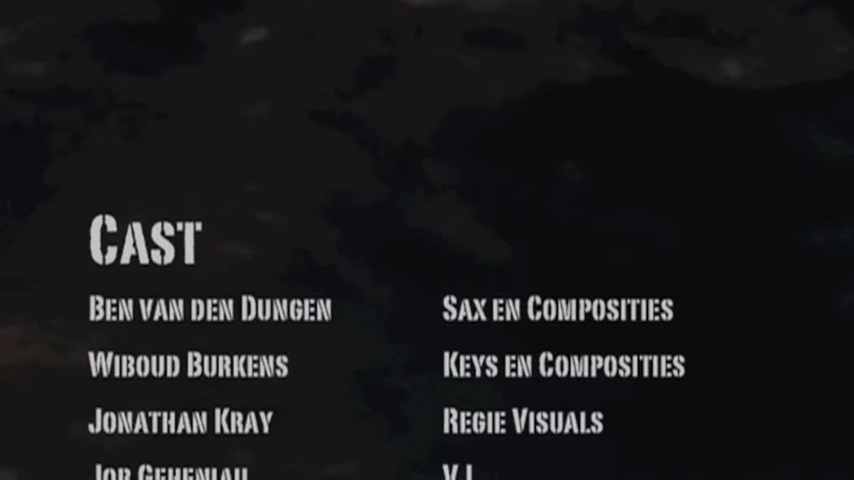 Cast
Ben van den Dungen Sax en Composities
Wiboud Burkens Keys en Composities
Jonathan Kray Regie Visuals